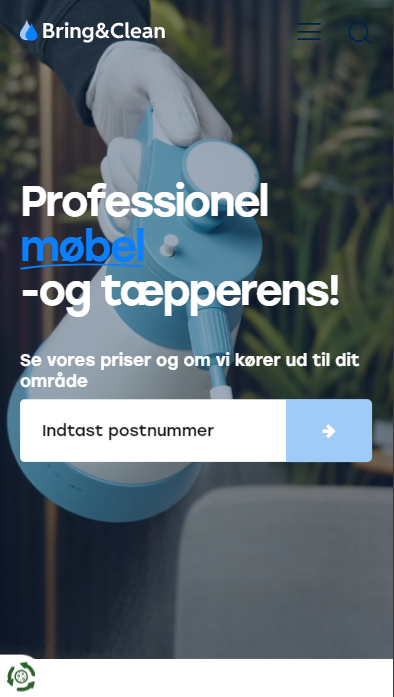 Bring&Clean
Professionel
møbel
-og tæpperens!
Se vores priser og om vi kører ud til dit
område
Indtast postnummer